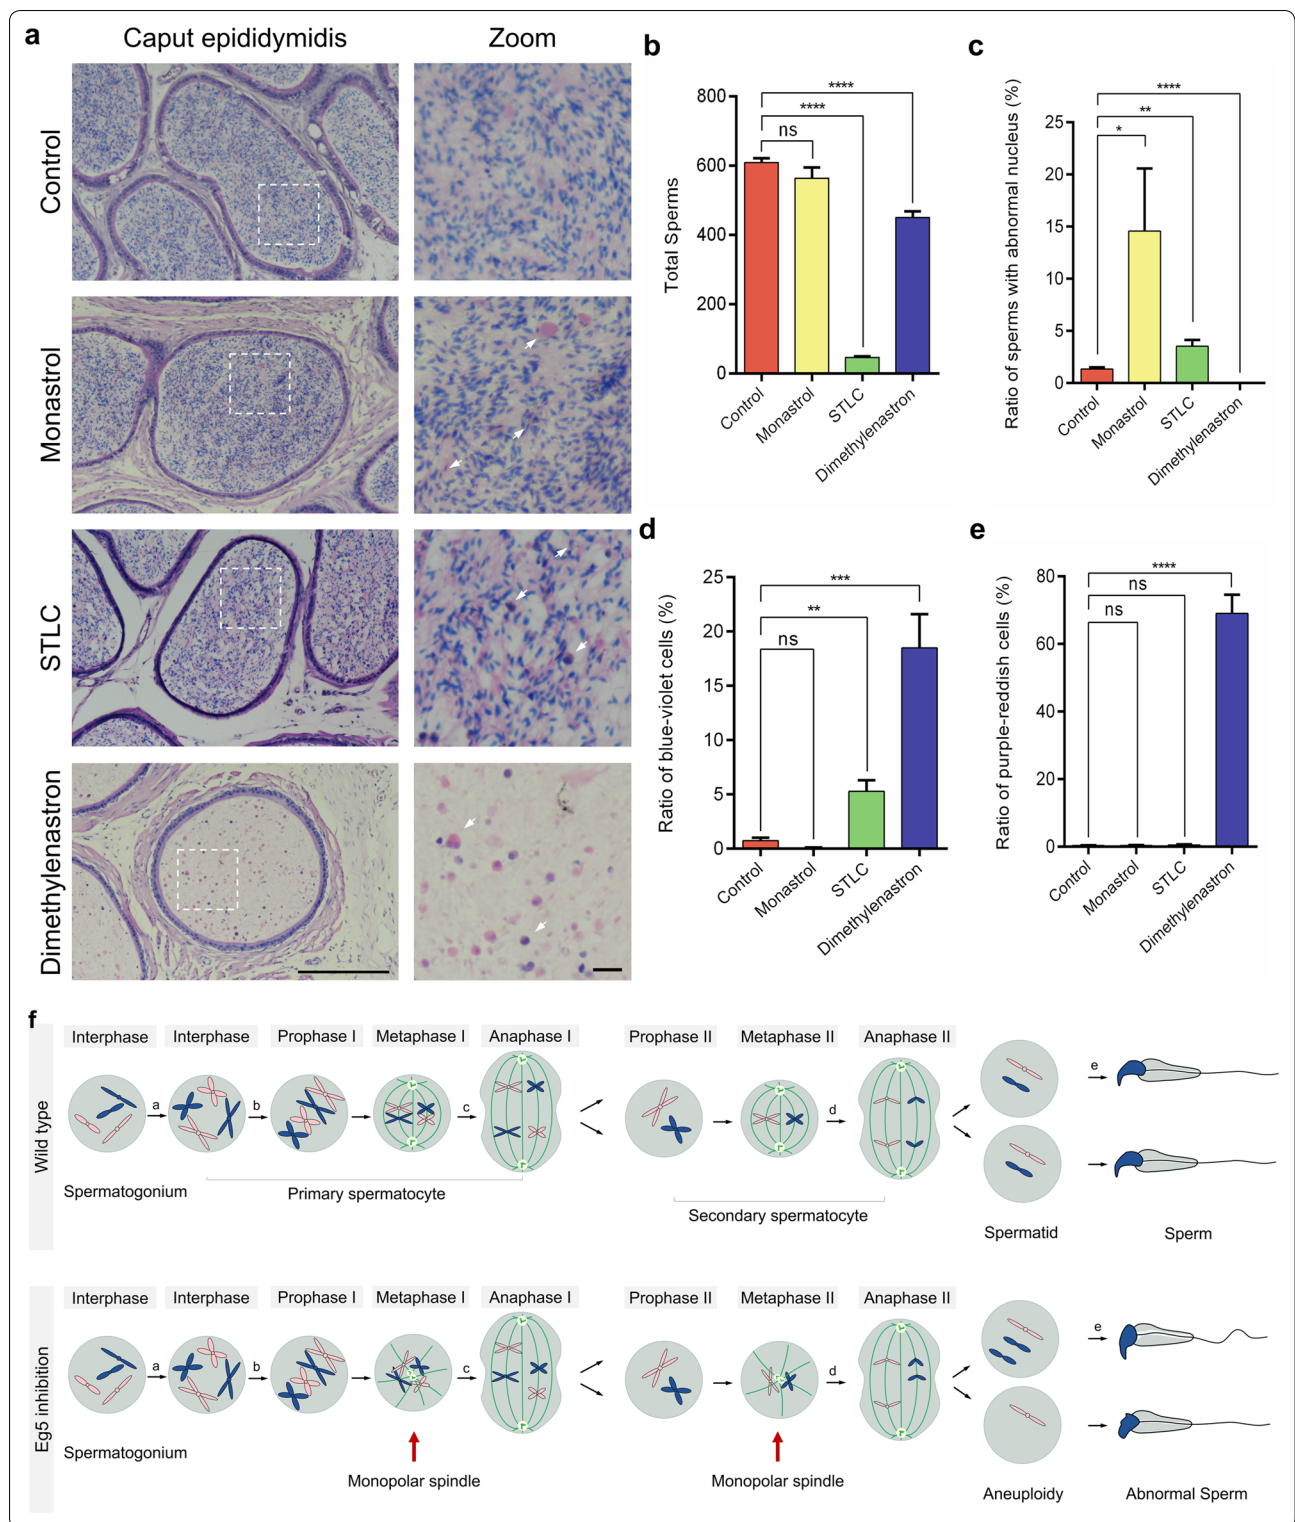 a
Caput epididymidis
Zoom
Control
Monastrol
STLC
Dimethylenastron
b
Total Sperms
800
600
400
200
0
ns
****
****
Control
Monastrol
STLC
Dimethylenastron
c
Ratio of sperms with abnormal nucleus (%)
25
20
15
10
5
0
*
**
****
Control
Monastrol
STLC
Dimethylenastron
d
Ratio of blue-violet cells (%)
25
20
15
10
5
0
ns
**
***
Control
Monastrol
STLC
Dimethylenastron
e
Ratio of purple-reddish cells (%)
80
60
40
20
0
ns
ns
****
Control
Monastrol
STLC
Dimethylenastron
f
Wild type
Interphase Interphase Prophase I Metaphase I Anaphase I Prophase II Metaphase II Anaphase II
a b c d e
Spermatogonium Primary spermatocyte
Secondary spermatocyte
Spermatid Sperm
Eg5 inhibition
Interphase Interphase Prophase I Metaphase I Anaphase I Prophase II Metaphase II Anaphase II
a b c d e
Spermatogonium
Monopolar spindle Monopolar spindle
Aneuploidy Abnormal Sperm